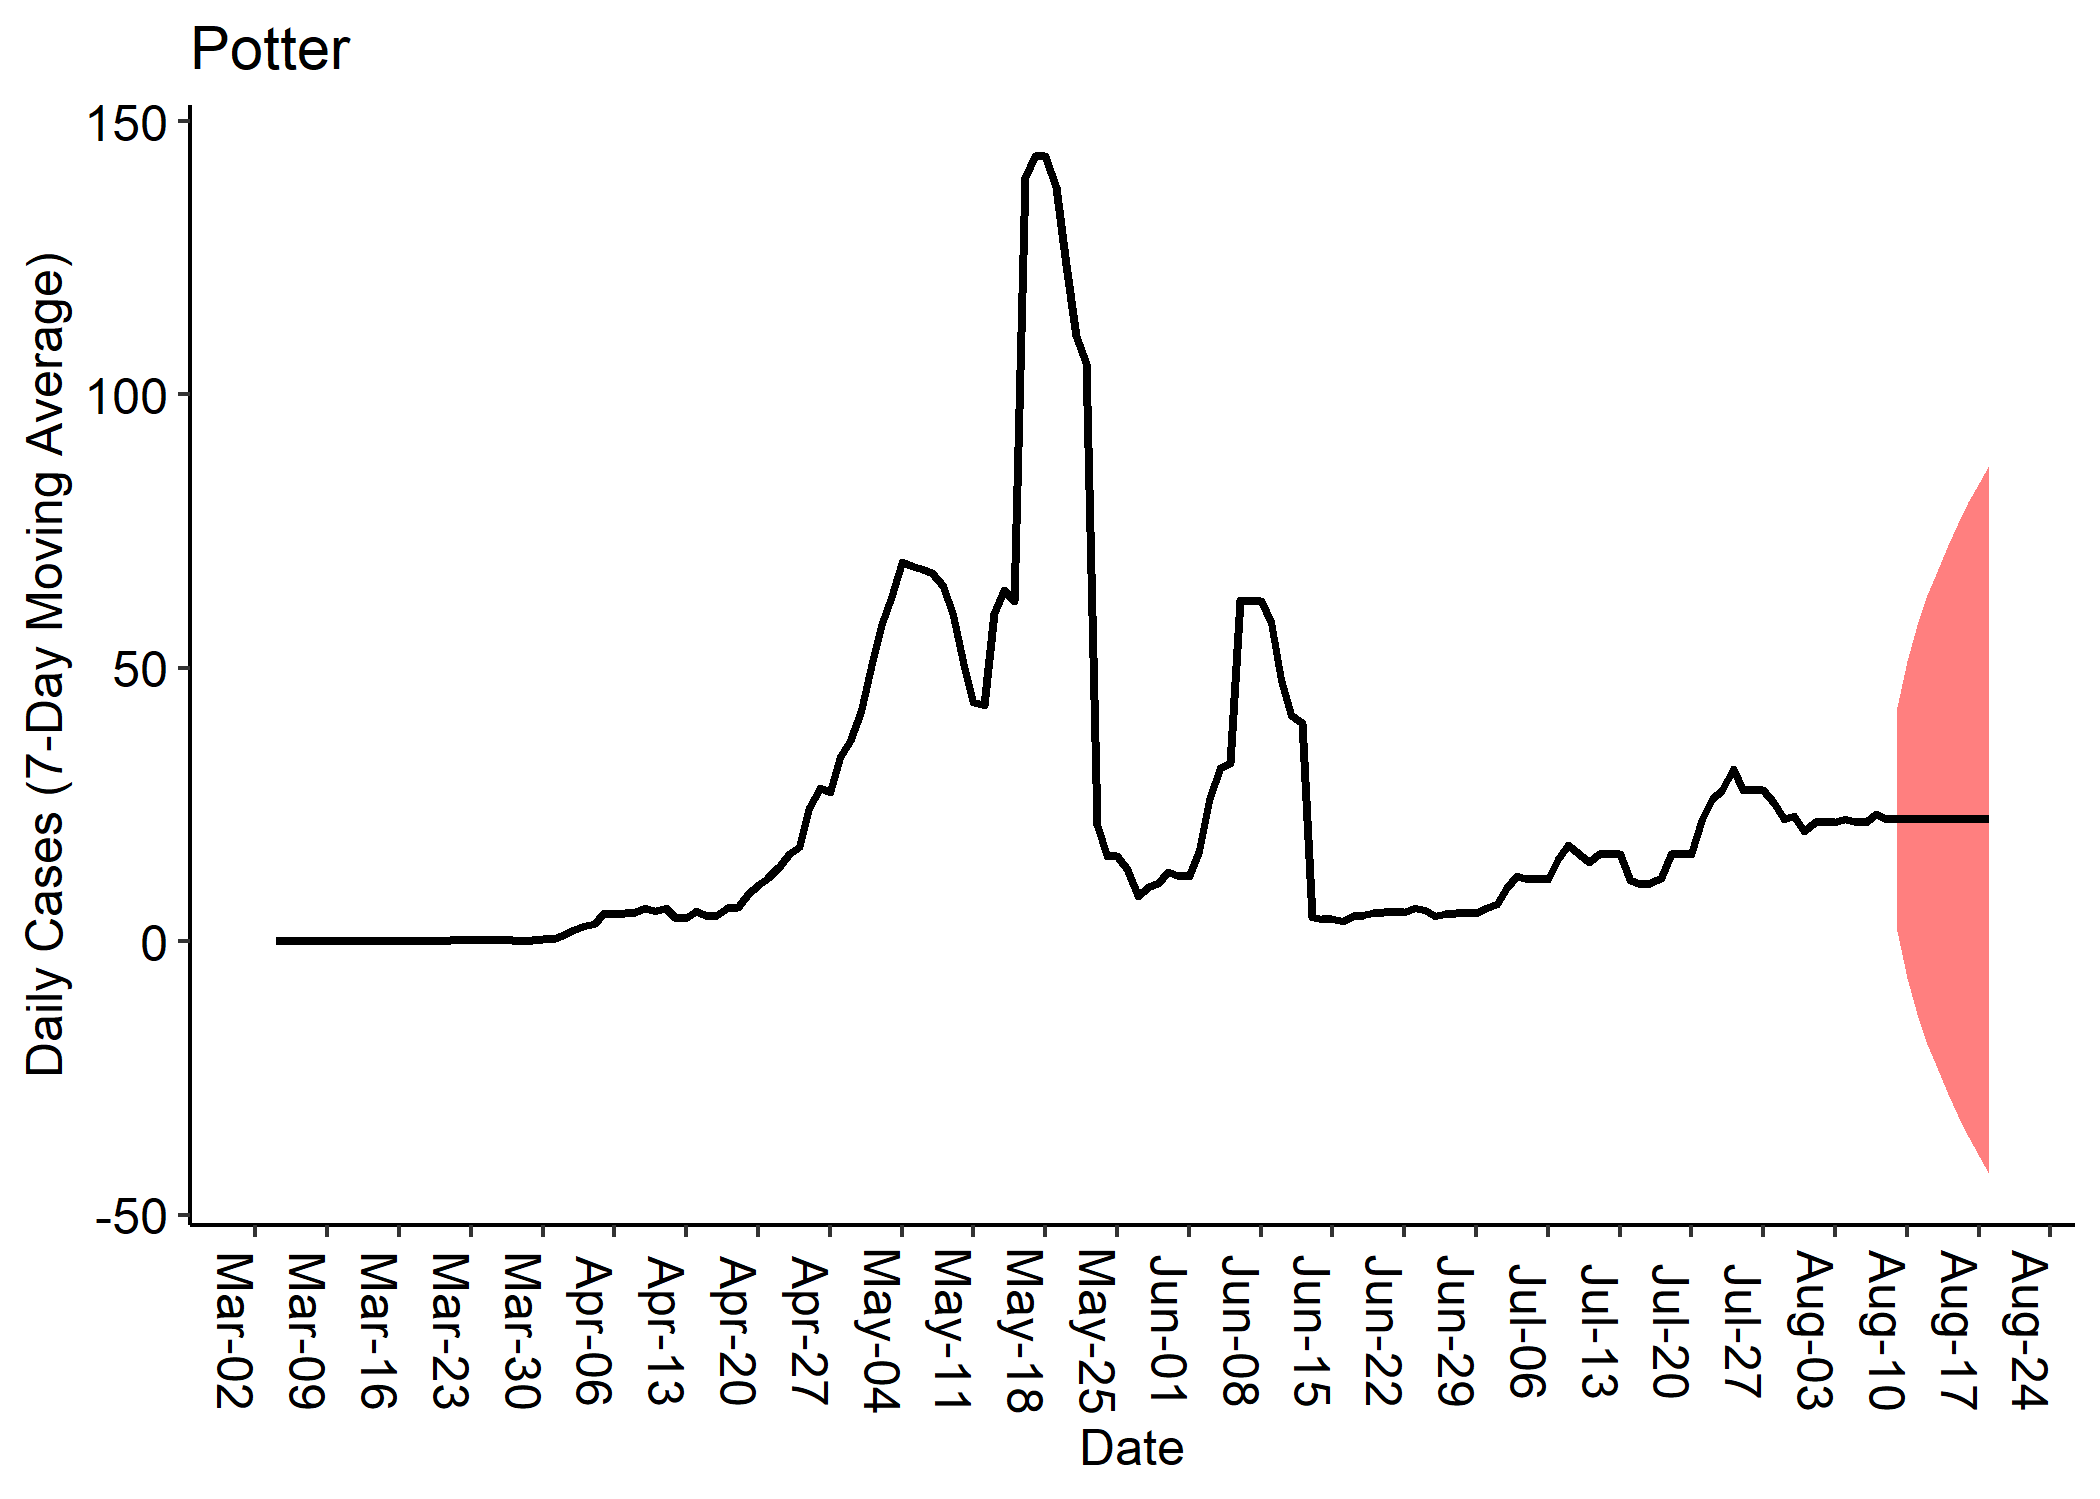 Potter
Daily Cases (7-Day Moving Average)
150
100
50
0
-50
Mar-02
Mar-09
Mar-16
Mar-23
Mar-30
Apr-06
Apr-13
Apr-20
Apr-27
May-04
May-11
May-18
May-25
Jun-01
Jun-08
Jun-15
Jun-22
Jun-29
Jul-06
Jul-13
Jul-20
Jul-27
Aug-03
Aug-10
Aug-17
Aug-24
Date